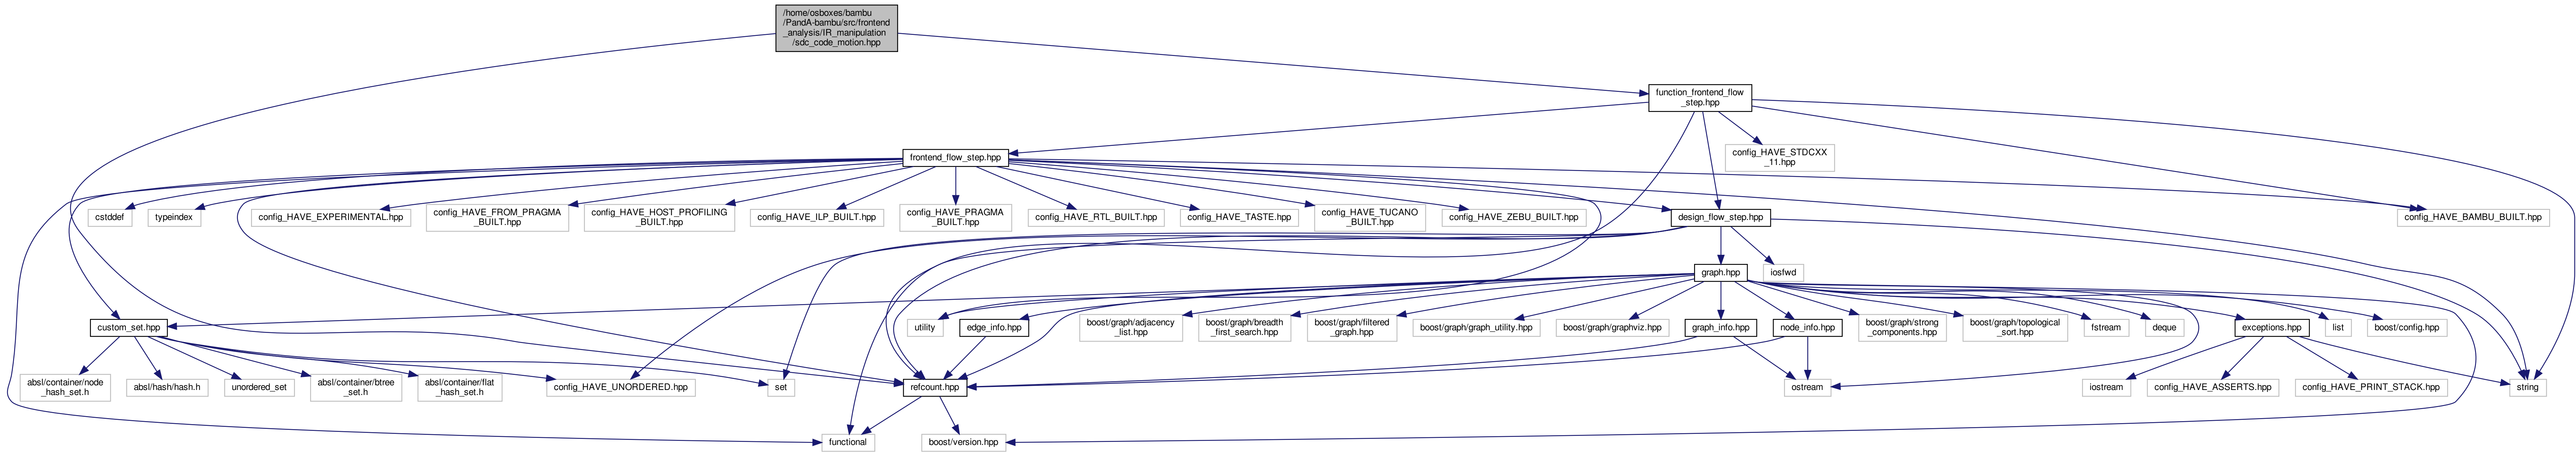 /home/osboxes/bambu
/PandA-bambu/src/frontend
_analysis/IR_manipulation
/sdc_code_motion.hpp
function_frontend_flow
_step.hpp
frontend_flow_step.hpp
config_HAVE_STDCXX
_11.hpp
cstddef
typeindex
config_HAVE_EXPERIMENTAL.hpp
config_HAVE_FROM_PRAGMA
_BUILT.hpp
config_HAVE_HOST_PROFILING
_BUILT.hpp
config_HAVE_ILP_BUILT.hpp
config_HAVE_PRAGMA
_BUILT.hpp
config_HAVE_RTL_BUILT.hpp
config_HAVE_TASTE.hpp
config_HAVE_TUCANO
_BUILT.hpp
config_HAVE_ZEBU_BUILT.hpp
design_flow_step.hpp
config_HAVE_BAMBU_BUILT.hpp
graph.hpp
iosfwd
custom_set.hpp
utility
edge_info.hpp
boost/graph/adjacency
_list.hpp
boost/graph/breadth
_first_search.hpp
boost/graph/filtered
_graph.hpp
boost/graph/graph_utility.hpp
boost/graph/graphviz.hpp
graph_info.hpp
node_info.hpp
boost/graph/strong
_components.hpp
boost/graph/topological
_sort.hpp
fstream
deque
exceptions.hpp
list
boost/config.hpp
absl/container/node
_hash_set.h
absl/hash/hash.h
unordered_set
absl/container/btree
_set.h
absl/container/flat
_hash_set.h
config_HAVE_UNORDERED.hpp
set
refcount.hpp
ostream
iostream
config_HAVE_ASSERTS.hpp
config_HAVE_PRINT_STACK.hpp
string
functional
boost/version.hpp